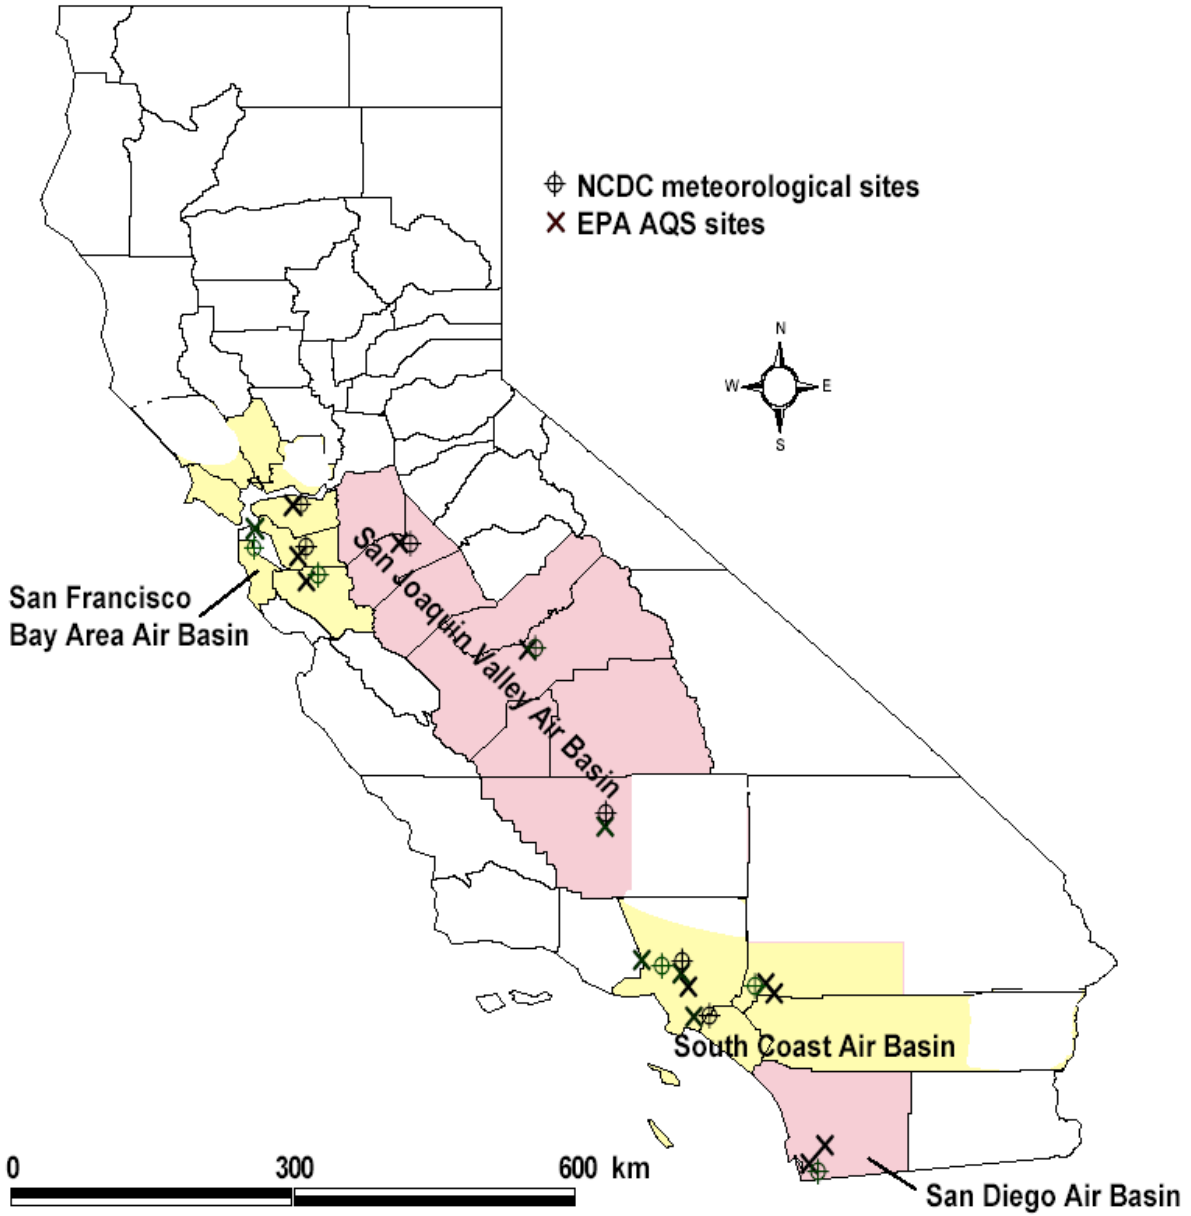 NCDC meteorological sites
EPA AQS sites
N
W E
S
San Francisco
Bay Area Air Basin
San Joaquin Valley Air Basin
South Coast Air Basin
0 300 600 km
San Diego Air Basin